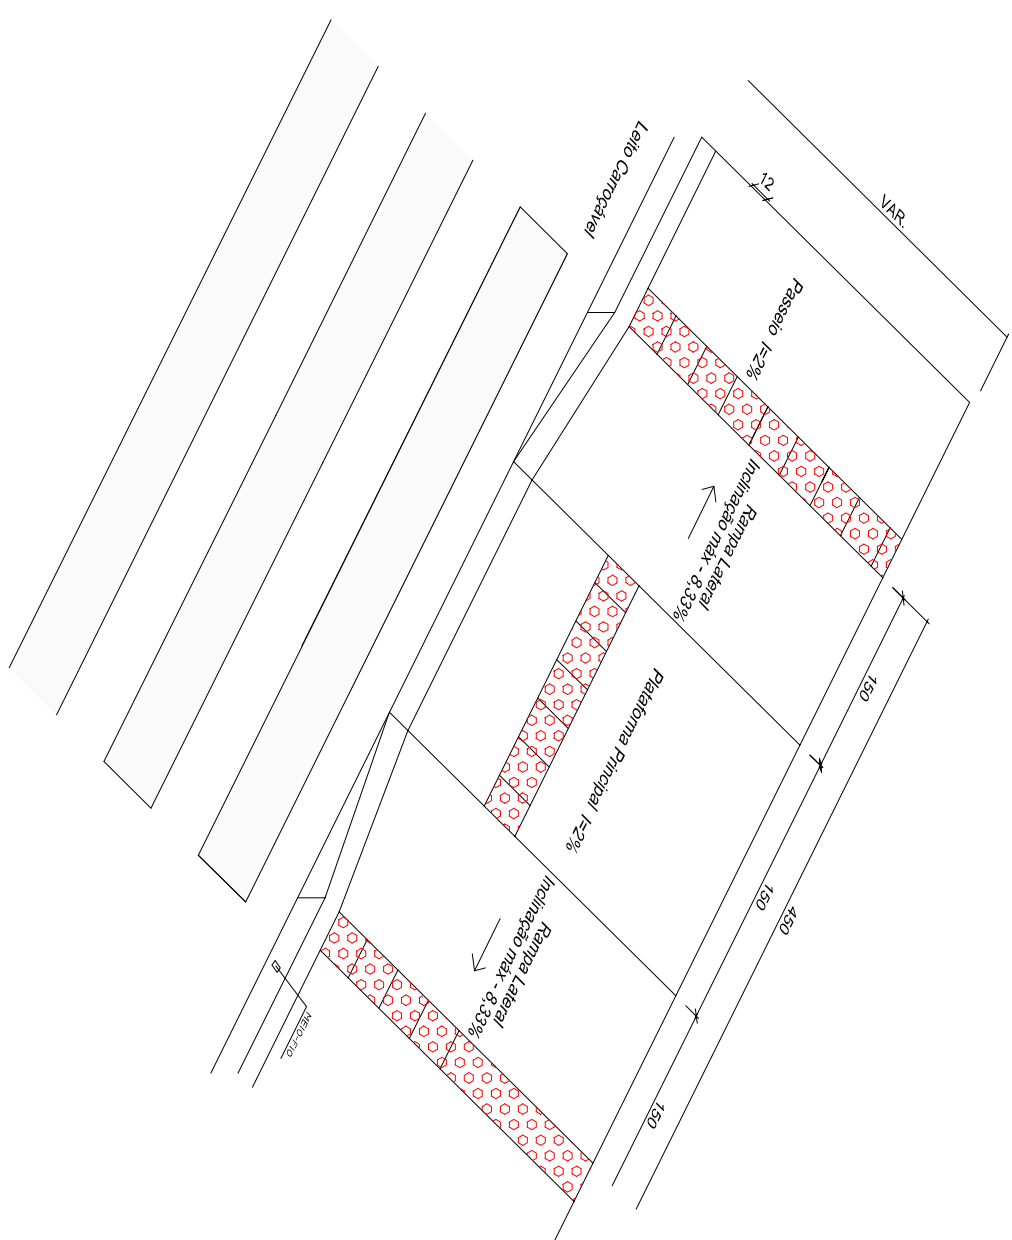 Leito Carroçável
12
VAR.
Passeio I=2%
Rampa Lateral
Inclinação máx - 8,33%
150
Plataforma Principal I=2%
150
450
Rampa Lateral
Inclinação máx - 8,33%
MEIO-FIO
150